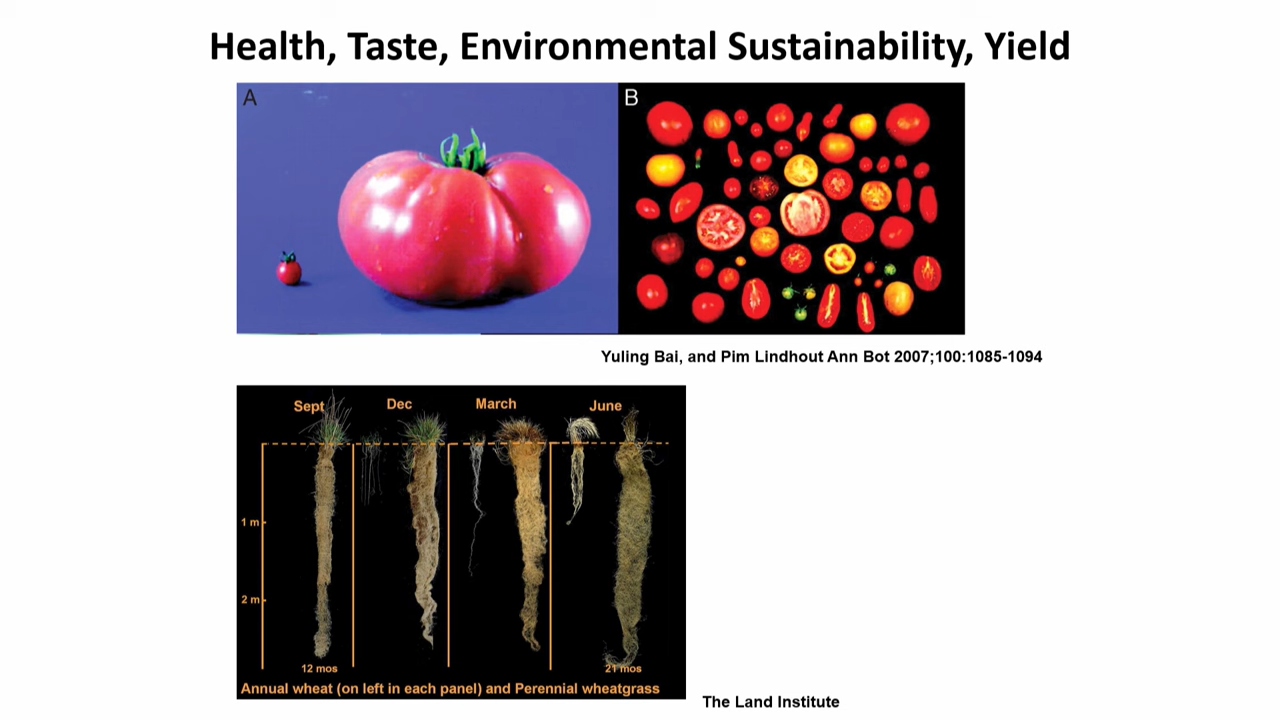 Health, Taste, Environmental Sustainability, Yield
A
B
Yuling Bai, and Pim Lindhout Ann Bot 2007;100:1085-1094
Sept
Dec
March
June
1 m
2 m
12 mos
21 mos
Annual wheat (on left in each panel) and Perennial wheatgrass
The Land Institute